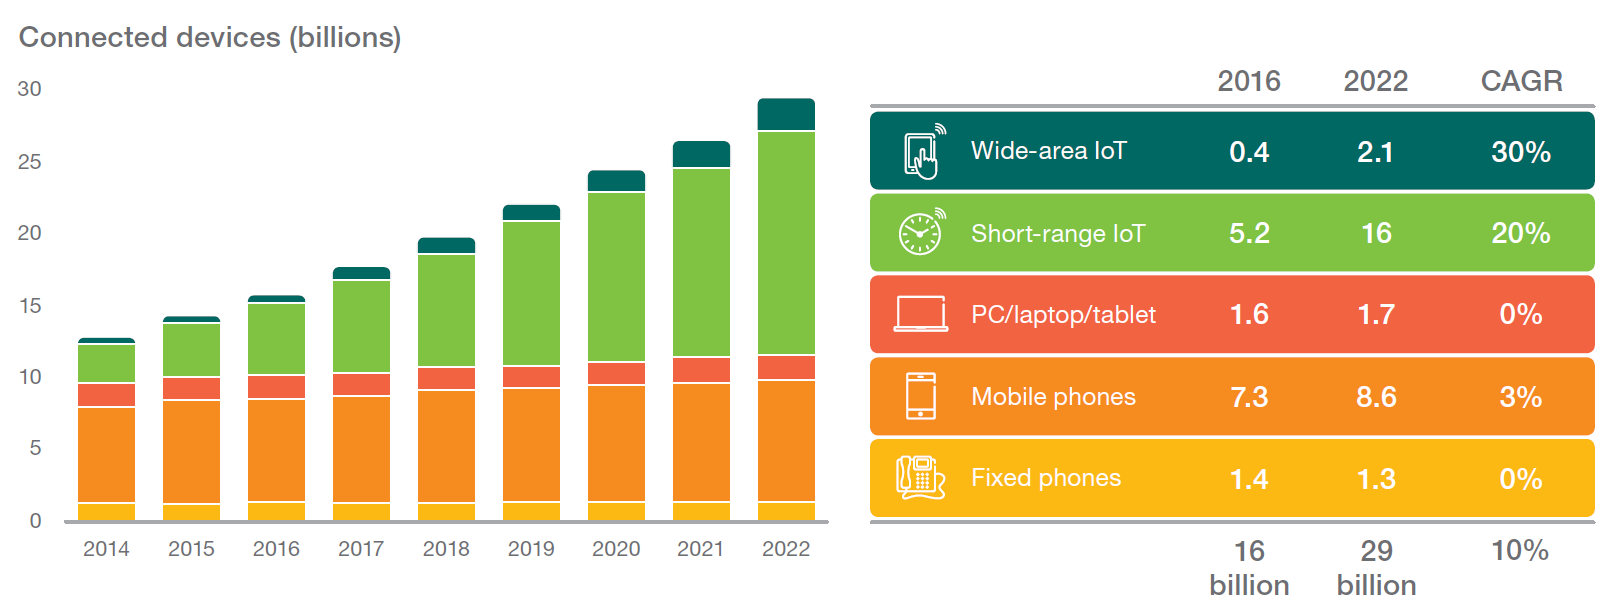 Connected devices (billions)
30
25
20
15
10
5
0
2014 2015 2016 2017 2018 2019 2020 2021 2022
2016 2022 CAGR
Wide-area IoT 0.4 2.1 30%
Short-range IoT 5.2 16 20%
PC/laptop/tablet 1.6 1.7 0%
Mobile phones 7.3 8.6 3%
Fixed phones 1.4 1.3 0%
16 29 10%
billion billion